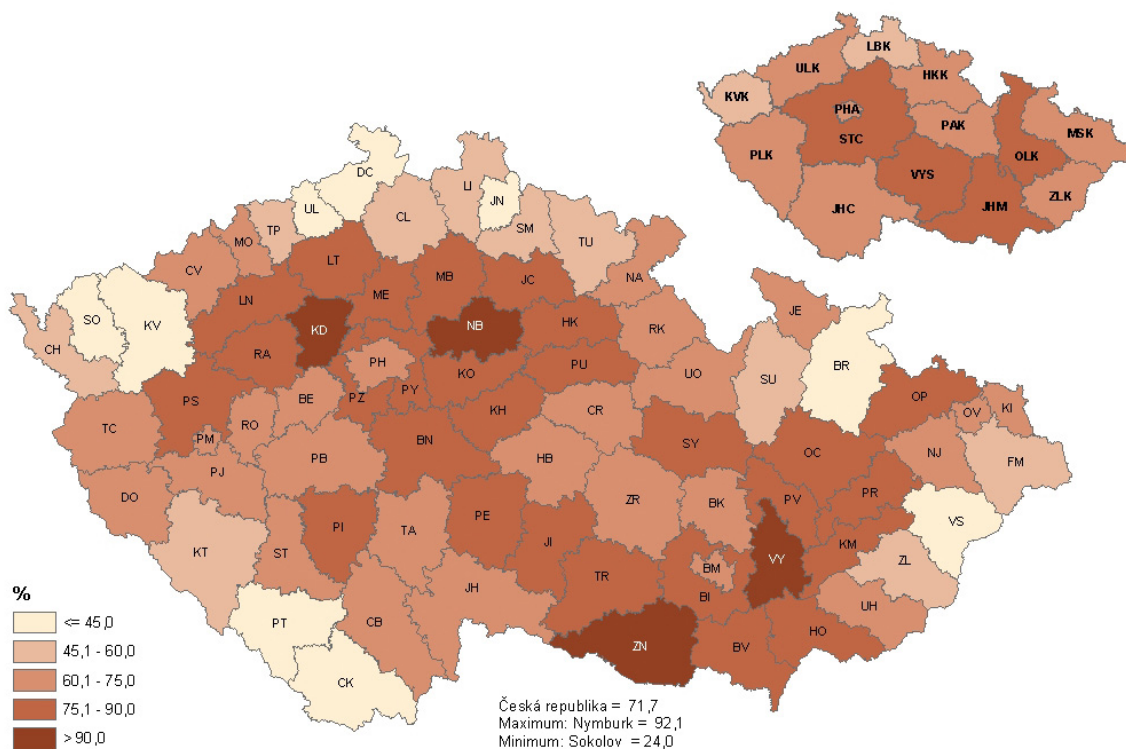 LBK
ULK
HKK
KVK
PHA
PAK
MSK
STC
PLK
OLK
VYS
ZLK
JHC
JHM
DC
LI
JN
UL
CL
SM
TP
MO
TU
CV
LT
MB
JC
NA
LN
ME
JE
SO
KV
KD
NB
HK
RK
CH
RA
PH
KO
PU
UO
SU
BR
PS
BE
PZ
PY
OP
KI
TC
RO
PM
KH
CR
OV
BN
SY
OC
NJ
FM
PJ
PB
HB
DO
ZR
BK
PV
PR
VS
PI
TA
PE
KT
ST
JI
VY
KM
ZL
BM
TR
JH
BI
UH
PT
CB
HO
ZN
BV
CK
%
<= 45,0
45,1 - 60,0
60,1 - 75,0
75,1 - 90,0
> 90,0
Česká republika = 71,7
Maximum: Nymburk = 92,1
Minimum: Sokolov = 24,0